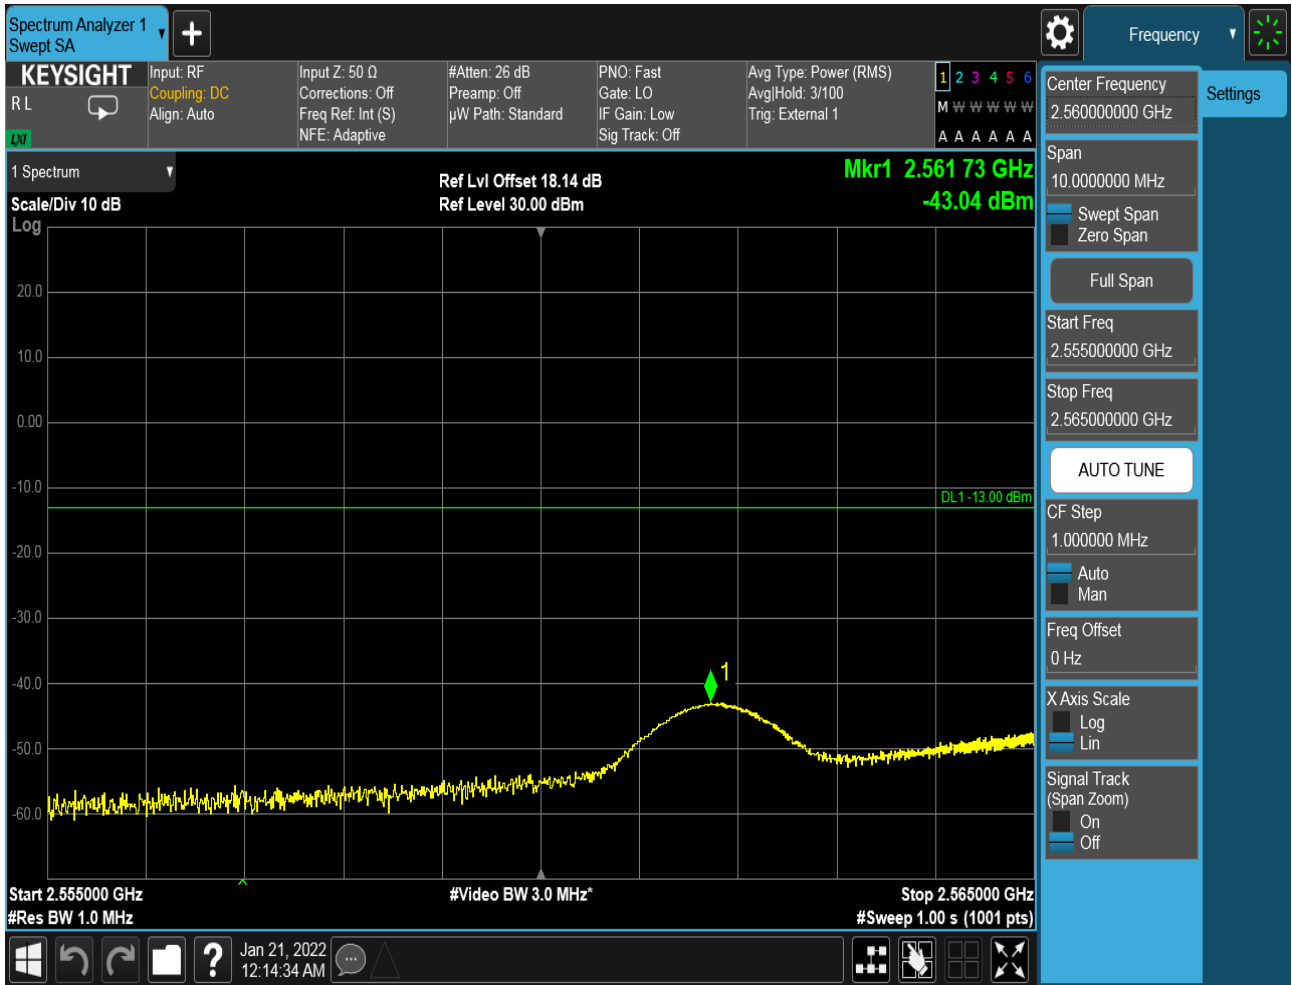 Spectrum Analyzer 1
Swept SA
Frequency
KEYSIGHT
R L
LXI
Input: RF
Coupling: DC
Align: Auto
Input Z: 50 Ω
Corrections: Off
Freq Ref: Int (S)
NFE: Adaptive
#Atten: 26 dB
Preamp: Off
µW Path: Standard
PNO: Fast
Gate: LO
IF Gain: Low
Sig Track: Off
Avg Type: Power (RMS)
Avg|Hold: 3/100
Trig: External 1
1 2 3 4 5 6
M W W W W W
A A A A A A
1 Spectrum
Scale/Div 10 dB
Log
Ref Lvl Offset 18.14 dB
Ref Level 30.00 dBm
Mkr1 2.561 73 GHz
-43.04 dBm
20.0
10.0
0.00
-10.0
-20.0
-30.0
-40.0
-50.0
-60.0
DL1 -13.00 dBm
1
Start 2.555000 GHz
#Res BW 1.0 MHz
#Video BW 3.0 MHz*
Stop 2.565000 GHz
#Sweep 1.00 s (1001 pts)
Jan 21, 2022
12:14:34 AM
Center Frequency
2.560000000 GHz
Settings
Span
10.0000000 MHz
Swept Span
Zero Span
Full Span
Start Freq
2.555000000 GHz
Stop Freq
2.565000000 GHz
AUTO TUNE
CF Step
1.000000 MHz
Auto
Man
Freq Offset
0 Hz
X Axis Scale
Log
Lin
Signal Track
(Span Zoom)
On
Off